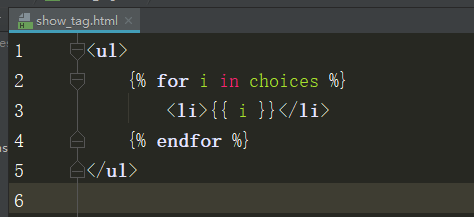 show_tag.html
1 <ul>
2     {% for i in choices %}
3         <li>{{ i }}</li>
4     {% endfor %}
5 </ul>
6